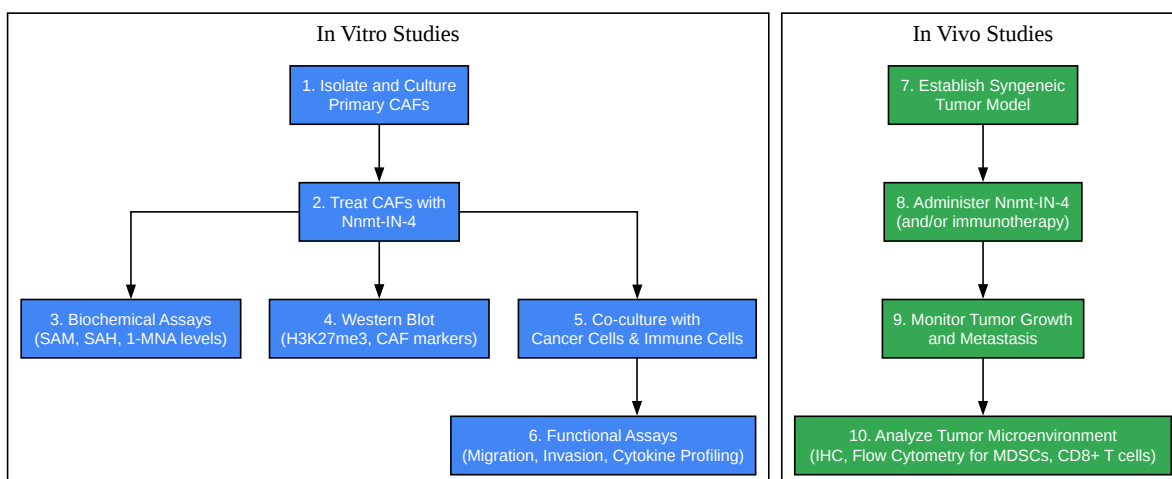 In Vitro Studies
1. Isolate and Culture
Primary CAFs
2. Treat CAFs with
Nnmt-IN-4
3. Biochemical Assays
(SAM, SAH, 1-MNA levels)
4. Western Blot
(H3K27me3, CAF markers)
5. Co-culture with
Cancer Cells & Immune Cells
6. Functional Assays
(Migration, Invasion, Cytokine Profiling)
In Vivo Studies
7. Establish Syngeneic
Tumor Model
8. Administer Nnmt-IN-4
(and/or immunotherapy)
9. Monitor Tumor Growth
and Metastasis
10. Analyze Tumor Microenvironment
(IHC, Flow Cytometry for MDSCs, CD8+ T cells)